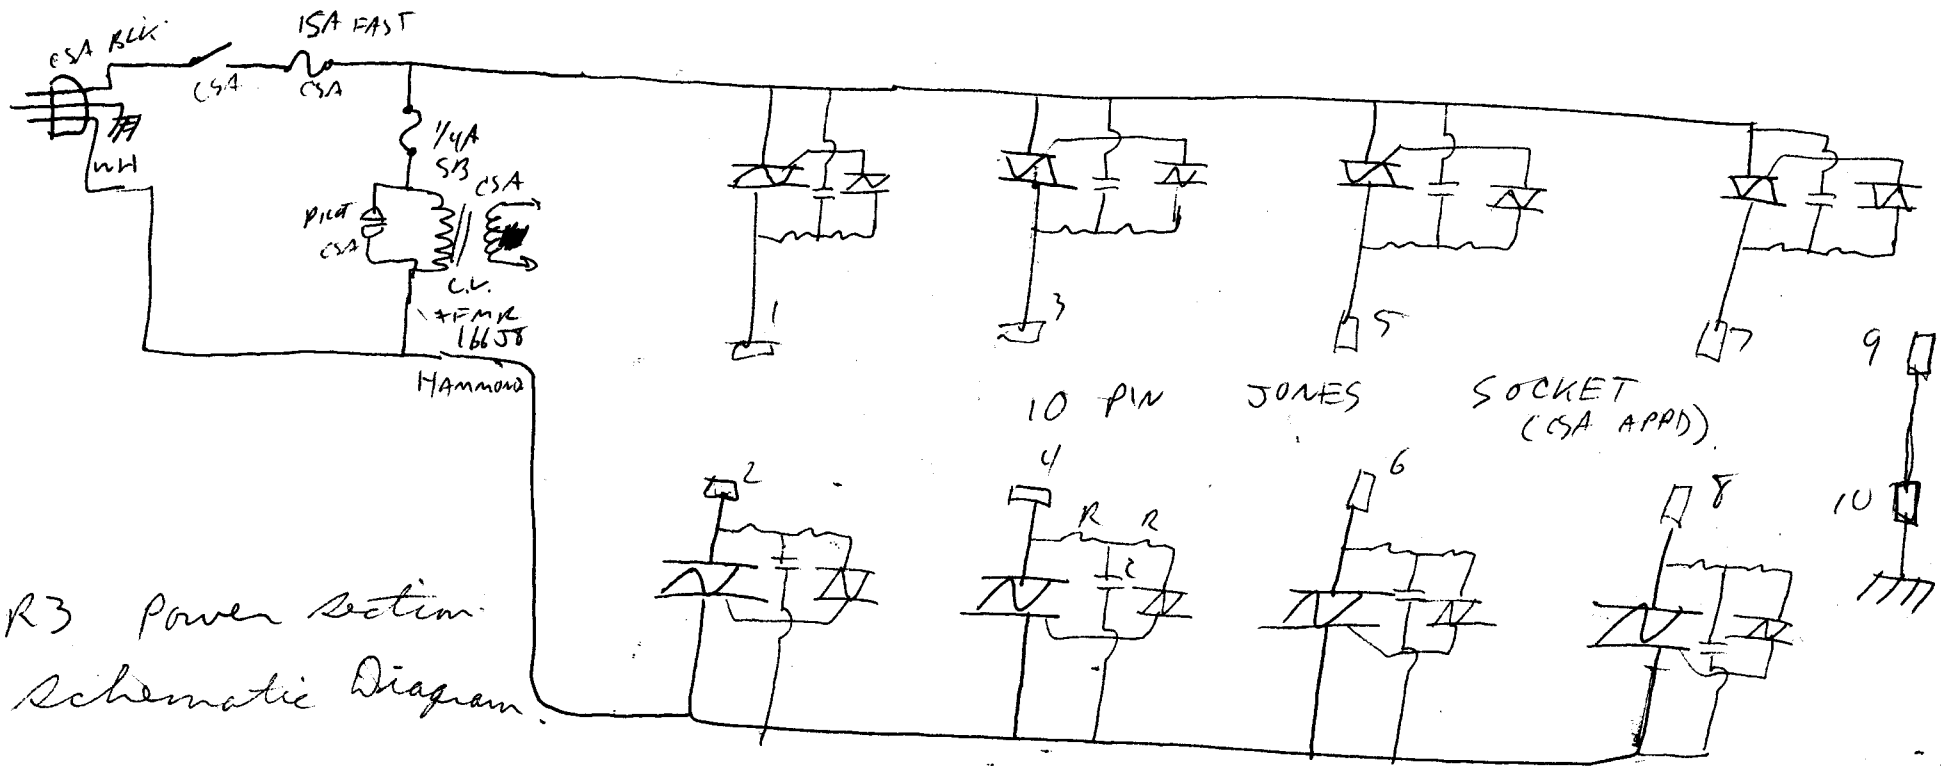 CSA BLK
15A FAST
CSA
CSA
WH
1/4A
SB
CSA
PILOT
CSA
L.V.
XFMR
166J8
HAMMOND
1
3
5
7
9
10 PIN JONES SOCKET
(CSA APPD)
2
4
6
8
10
R R
C
R3 Power section
Schematic Diagram.